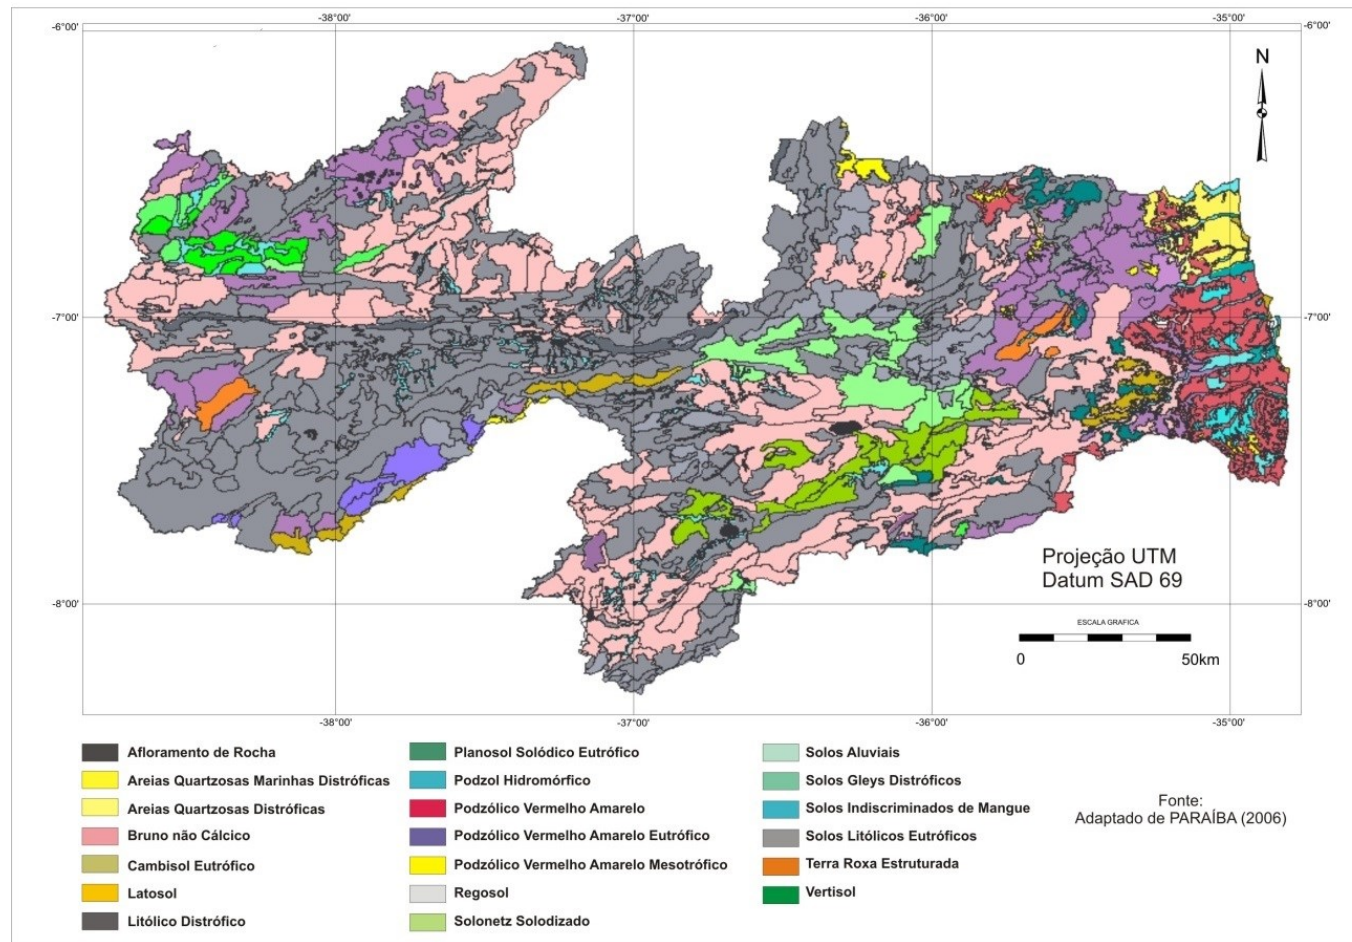 -38°00'
-37°00'
-36°00'
-35°00'
-6°00'
-6°00'
N
-7°00'
-7°00'
Projeção UTM
Datum SAD 69
-8°00'
-8°00'
ESCALA GRAFICA
0 50km
-38°00'
-37°00'
-36°00'
-35°00'
Afloramento de Rocha
Areias Quartzosas Marinhas Distróficas
Areias Quartzosas Distróficas
Bruno não Cálcico
Cambisol Eutrófico
Latosol
Litólico Distrófico
Planosol Solódico Eutrófico
Podzol Hidromórfico
Podzólico Vermelho Amarelo
Podzólico Vermelho Amarelo Eutrófico
Podzólico Vermelho Amarelo Mesotrófico
Regosol
Solonetz Solodizado
Solos Aluviais
Solos Gleys Distróficos
Solos Indiscriminados de Mangue
Solos Litólicos Eutróficos
Terra Roxa Estruturada
Vertisol
Fonte:
Adaptado de PARAÍBA (2006)